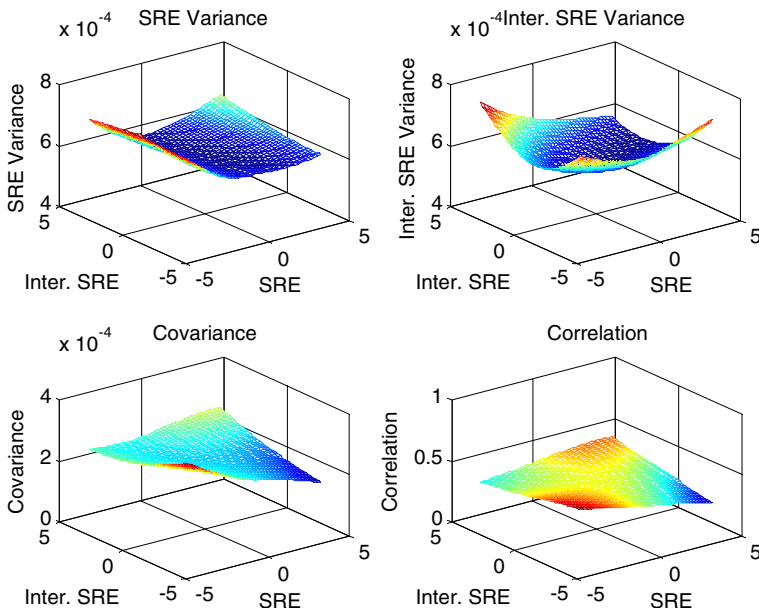 x 10-4
SRE Variance
8
6
4
SRE Variance
5
0
-5
Inter. SRE
-5
0
5
SRE
x 10-4
Inter. SRE Variance
8
6
4
Inter. SRE Variance
5
0
-5
Inter. SRE
-5
0
5
SRE
x 10-4
Covariance
4
2
0
Covariance
5
0
-5
Inter. SRE
-5
0
5
SRE
Correlation
1
0.5
0
Correlation
5
0
-5
Inter. SRE
-5
0
5
SRE